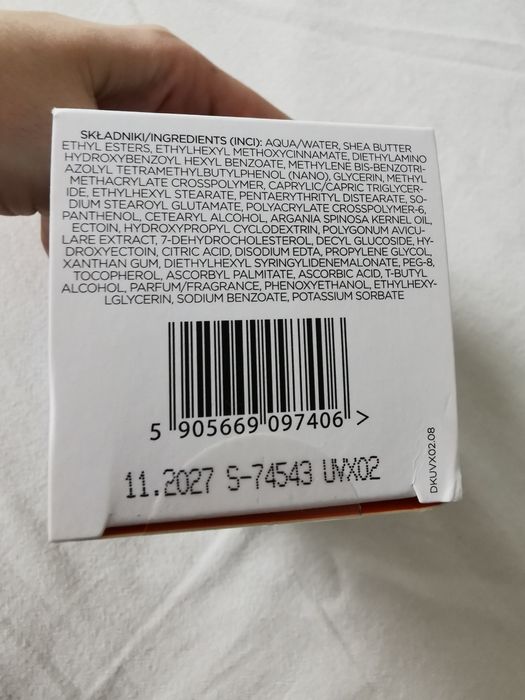 SKŁADNIKI/INGREDIENTS (INCI): AQUA/WATER, SHEA BUTTER
ETHYL ESTERS, ETHYLHEXYL METHOXYCINNAMATE, DIETHYLAMINO
HYDROXYBENZOYL HEXYL BENZOATE, METHYLENE BIS-BENZOTRI-
AZOLYL TETRAMETHYLBUTYLPHENOL (NANO), GLYCERIN, METHYL
METHACRYLATE CROSSPOLYMER, CAPRYLIC/CAPRIC TRIGLYCER-
IDE, ETHYLHEXYL STEARATE, PENTAERYTHRITYL DISTEARATE, SO-
DIUM STEAROYL GLUTAMATE, POLYACRYLATE CROSSPOLYMER-6,
PANTHENOL, CETEARYL ALCOHOL, ARGANIA SPINOSA KERNEL OIL,
ECTOIN, HYDROXYPROPYL CYCLODEXTRIN, POLYGONUM AVICU-
LARE EXTRACT, 7-DEHYDROCHOLESTEROL, DECYL GLUCOSIDE, HY-
DROXYECTOIN, CITRIC ACID, DISODIUM EDTA, PROPYLENE GLYCOL,
XANTHAN GUM, DIETHYLHEXYL SYRINGYLIDENEMALONATE, PEG-8,
TOCOPHEROL, ASCORBYL PALMITATE, ASCORBIC ACID, T-BUTYL
ALCOHOL, PARFUM/FRAGRANCE, PHENOXYETHANOL, ETHYLHEXY-
LGLYCERIN, SODIUM BENZOATE, POTASSIUM SORBATE
5 905669 097406 >
11.2027 S-74543 UVX02
DKUVX02.08